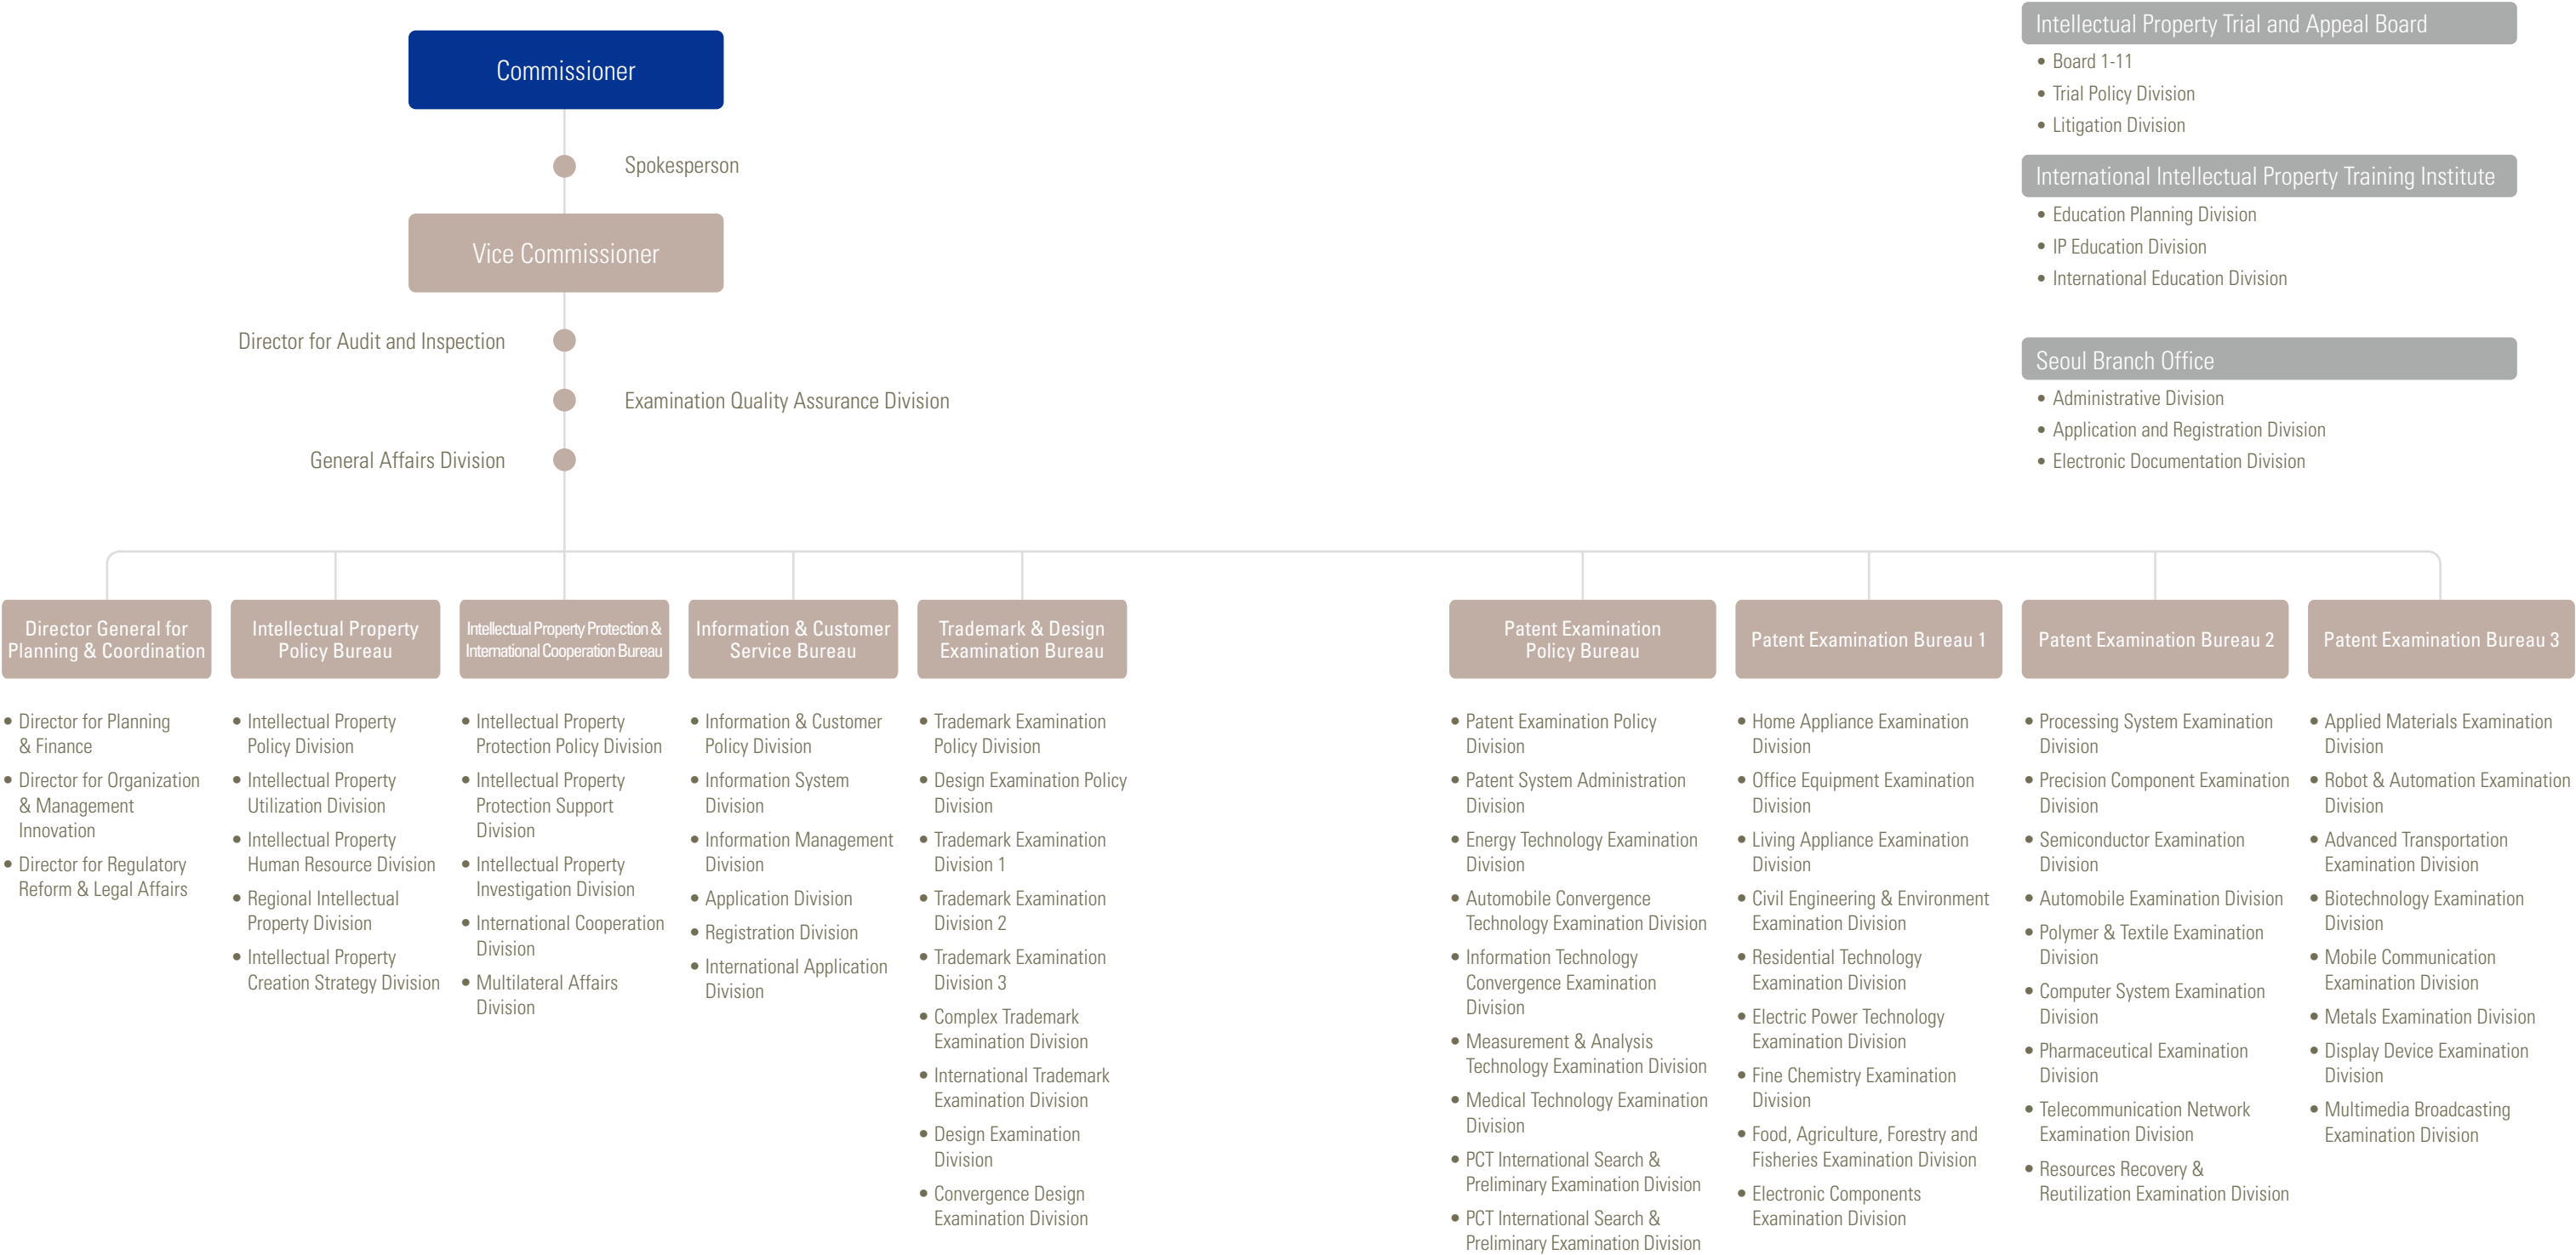 Commissioner
Spokesperson
Vice Commissioner
Director for Audit and Inspection
Examination Quality Assurance Division
General Affairs Division
Intellectual Property Trial and Appeal Board
• Board 1-11
• Trial Policy Division
• Litigation Division
International Intellectual Property Training Institute
• Education Planning Division
• IP Education Division
• International Education Division
Seoul Branch Office
• Administrative Division
• Application and Registration Division
• Electronic Documentation Division
Director General for
Planning & Coordination
• Director for Planning
& Finance
• Director for Organization
& Management
Innovation
• Director for Regulatory
Reform & Legal Affairs
Intellectual Property
Policy Bureau
• Intellectual Property
Policy Division
• Intellectual Property
Utilization Division
• Intellectual Property
Human Resource Division
• Regional Intellectual
Property Division
• Intellectual Property
Creation Strategy Division
Intellectual Property Protection &
International Cooperation Bureau
• Intellectual Property
Protection Policy Division
• Intellectual Property
Protection Support
Division
• Intellectual Property
Investigation Division
• International Cooperation
Division
• Multilateral Affairs
Division
Information & Customer
Service Bureau
• Information & Customer
Policy Division
• Information System
Division
• Information Management
Division
• Application Division
• Registration Division
• International Application
Division
Trademark & Design
Examination Bureau
• Trademark Examination
Policy Division
• Design Examination Policy
Division
• Trademark Examination
Division 1
• Trademark Examination
Division 2
• Trademark Examination
Division 3
• Complex Trademark
Examination Division
• International Trademark
Examination Division
• Design Examination
Division
• Convergence Design
Examination Division
Patent Examination
Policy Bureau
• Patent Examination Policy
Division
• Patent System Administration
Division
• Energy Technology Examination
Division
• Automobile Convergence
Technology Examination Division
• Information Technology
Convergence Examination
Division
• Measurement & Analysis
Technology Examination Division
• Medical Technology Examination
Division
• PCT International Search &
Preliminary Examination Division
• PCT International Search &
Preliminary Examination Division
Patent Examination Bureau 1
• Home Appliance Examination
Division
• Office Equipment Examination
Division
• Living Appliance Examination
Division
• Civil Engineering & Environment
Examination Division
• Residential Technology
Examination Division
• Electric Power Technology
Examination Division
• Fine Chemistry Examination
Division
• Food, Agriculture, Forestry and
Fisheries Examination Division
• Electronic Components
Examination Division
Patent Examination Bureau 2
• Processing System Examination
Division
• Precision Component Examination
Division
• Semiconductor Examination
Division
• Automobile Examination Division
• Polymer & Textile Examination
Division
• Computer System Examination
Division
• Pharmaceutical Examination
Division
• Telecommunication Network
Examination Division
• Resources Recovery &
Reutilization Examination Division
Patent Examination Bureau 3
• Applied Materials Examination
Division
• Robot & Automation Examination
Division
• Advanced Transportation
Examination Division
• Biotechnology Examination
Division
• Mobile Communication
Examination Division
• Metals Examination Division
• Display Device Examination
Division
• Multimedia Broadcasting
Examination Division